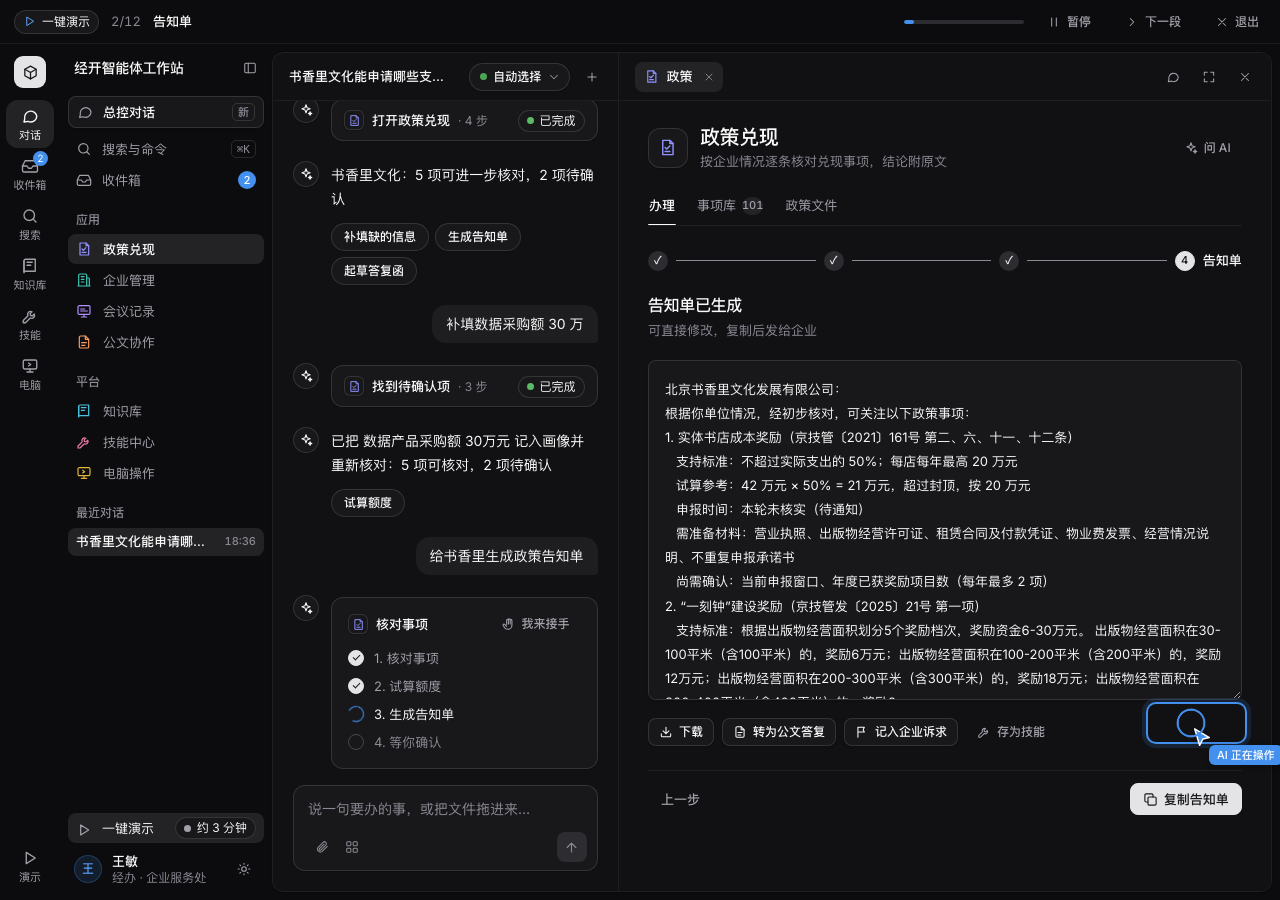 一键演示
2/12 告知单
暂停
下一段
退出
经开智能体工作站
总控对话 新
搜索与命令 ⌘K
收件箱 2
应用
政策兑现
企业管理
会议记录
公文协作
平台
知识库
技能中心
电脑操作
最近对话
书香里文化能申请哪... 18:36
一键演示 约 3 分钟
王
王敏
经办 · 企业服务处
对话
2
收件箱
搜索
知识库
技能
电脑
演示
书香里文化能申请哪些支...
自动选择
打开政策兑现 · 4 步 已完成
书香里文化：5 项可进一步核对，2 项待确
认
补填缺的信息 生成告知单
起草答复函
补填数据采购额 30 万
找到待确认项 · 3 步 已完成
已把 数据产品采购额 30万元 记入画像并
重新核对：5 项可核对，2 项待确认
试算额度
给书香里生成政策告知单
核对事项 我来接手
1. 核对事项
2. 试算额度
3. 生成告知单
4. 等你确认
说一句要办的事，或把文件拖进来...
政策
政策兑现
按企业情况逐条核对兑现事项，结论附原文
问 AI
办理 事项库 101 政策文件
4 告知单
告知单已生成
可直接修改，复制后发给企业
北京书香里文化发展有限公司：
根据你单位情况，经初步核对，可关注以下政策事项：
1. 实体书店成本奖励（京技管〔2021〕161号 第二、六、十一、十二条）
支持标准：不超过实际支出的 50%；每店每年最高 20 万元
试算参考：42 万元 × 50% = 21 万元，超过封顶，按 20 万元
申报时间：本轮未核实（待通知）
需准备材料：营业执照、出版物经营许可证、租赁合同及付款凭证、物业费发票、经营情况说
明、不重复申报承诺书
尚需确认：当前申报窗口、年度已获奖励项目数（每年最多 2 项）
2. “一刻钟”建设奖励（京技管发〔2025〕21号 第一项）
支持标准：根据出版物经营面积划分5个奖励档次，奖励资金6-30万元。 出版物经营面积在30-
100平米（含100平米）的，奖励6万元；出版物经营面积在100-200平米（含200平米）的，奖励
12万元；出版物经营面积在200-300平米（含300平米）的，奖励18万元；出版物经营面积在
下载 转为公文答复 记入企业诉求 存为技能
AI 正在操作
上一步
复制告知单